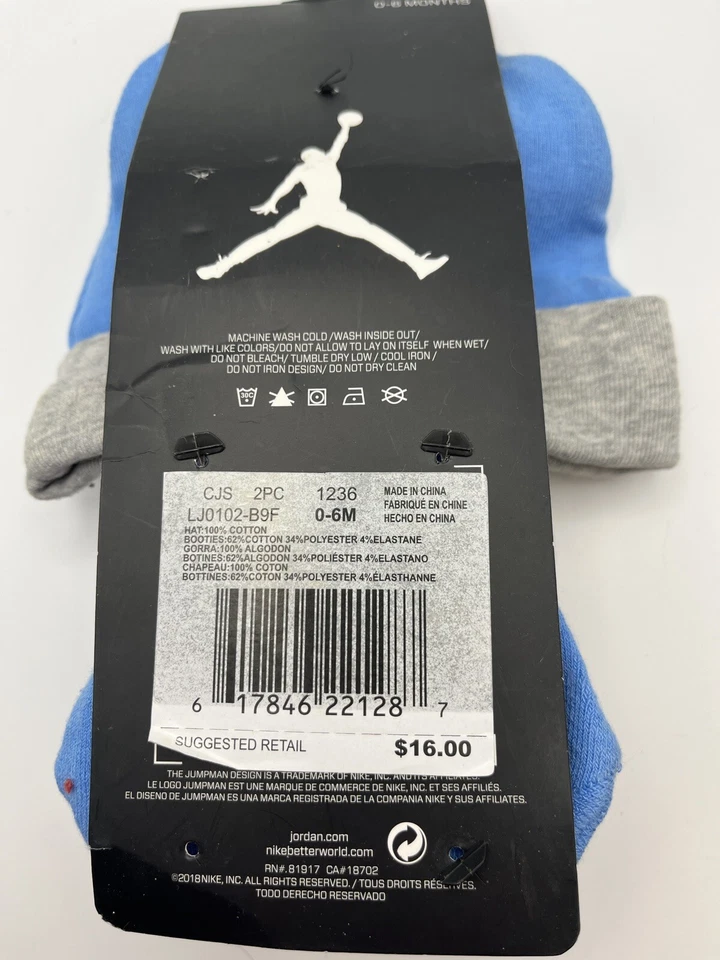 0-6 MONTHS
MACHINE WASH COLD /WASH INSIDE OUT/
WASH WITH LIKE COLORS/DO NOT ALLOW TO LAY ON ITSELF WHEN WET/
DO NOT BLEACH/ TUMBLE DRY LOW / COOL IRON /
DO NOT IRON DESIGN/ DO NOT DRY CLEAN
30C
CJS 2PC 1236 MADE IN CHINA
FABRIQUÉ EN CHINE
LJ0102-B9F 0-6M HECHO EN CHINA
HAT:100% COTTON
BOOTIES:62%COTTON 34%POLYESTER 4%ELASTANE
GORRA:100% ALGODON
BOTINES:62%ALGODON 34%POLIÉSTER 4%ELASTANO
CHAPEAU:100% COTON
BOTTINES:62%COTON 34%POLYESTER 4%ÉLASTHANNE
6 17846 22128 7
SUGGESTED RETAIL $16.00
THE JUMPMAN DESIGN IS A TRADEMARK OF NIKE, INC. AND ITS AFFILIATES.
LE LOGO JUMPMAN EST UNE MARQUE DE COMMERCE DE NIKE, INC. ET SES AFFILIÉS.
EL DISENO DE JUMPMAN ES UNA MARCA REGISTRADA DE LA COMPANIA NIKE Y SUS AFFILIATES.
jordan.com
nikebetterworld.com
RN#.81917 CA#18702
©2018 NIKE, INC. ALL RIGHTS RESERVED. / TOUS DROITS RÉSERVES.
TODO DERECHO RESERVADO